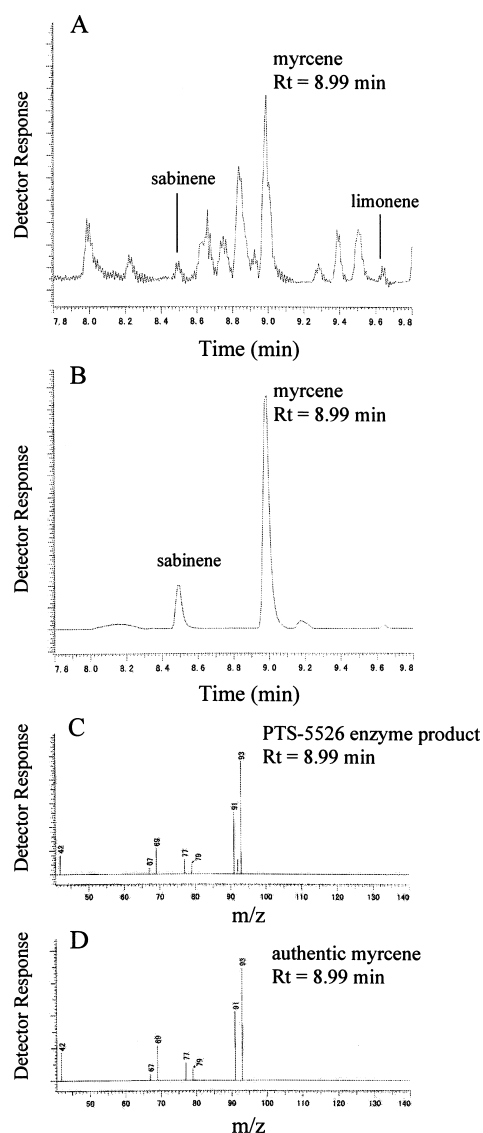 A
myrcene
Rt = 8.99 min
sabinene
limonene
Detector Response
7.8 8.0 8.2 8.4 8.6 8.8 9.0 9.2 9.4 9.6 9.8
Time (min)
B
myrcene
Rt = 8.99 min
sabinene
Detector Response
7.8 8.0 8.2 8.4 8.6 8.8 9.0 9.2 9.4 9.6 9.8
Time (min)
C
PTS-5526 enzyme product
Rt = 8.99 min
Detector Response
42 67 69 77 79 91 93
50 60 70 80 90 100 110 120 130 140
m/z
D
authentic myrcene
Rt = 8.99 min
Detector Response
42 67 69 77 79 91 93
50 60 70 80 90 100 110 120 130 140
m/z